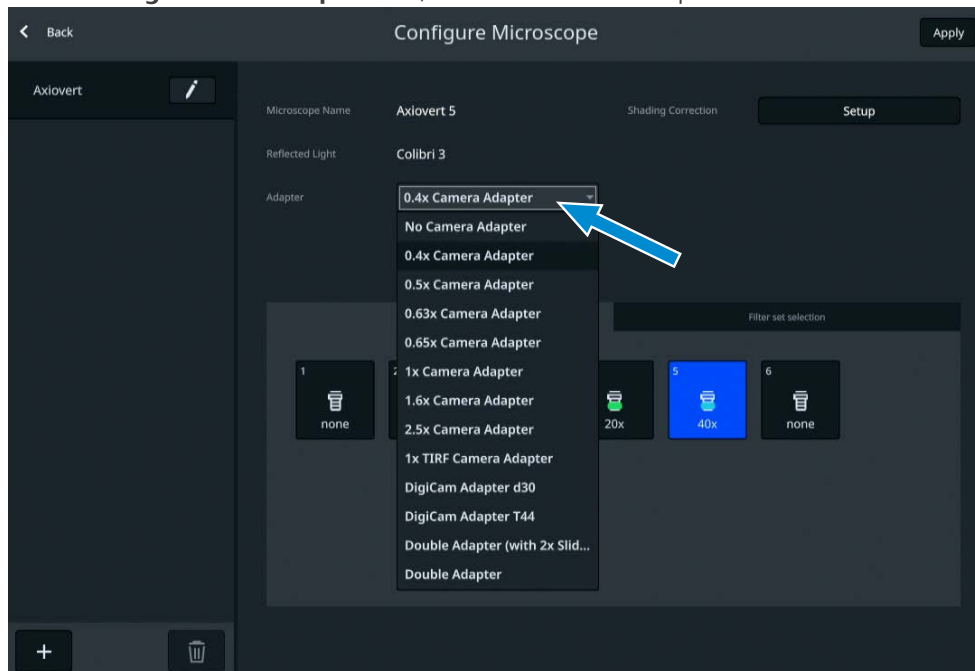 Back
Configure Microscope
Apply
Axiovert
Microscope Name
Axiovert 5
Shading Correction
Setup
Reflected Light
Colibri 3
Adapter
0.4x Camera Adapter
No Camera Adapter
0.4x Camera Adapter
0.5x Camera Adapter
0.63x Camera Adapter
0.65x Camera Adapter
1x Camera Adapter
1.6x Camera Adapter
2.5x Camera Adapter
1x TIRF Camera Adapter
DigiCam Adapter d30
DigiCam Adapter T44
Double Adapter (with 2x Slid...
Double Adapter
Filter set selection
1
none
20x
5
40x
6
none
+